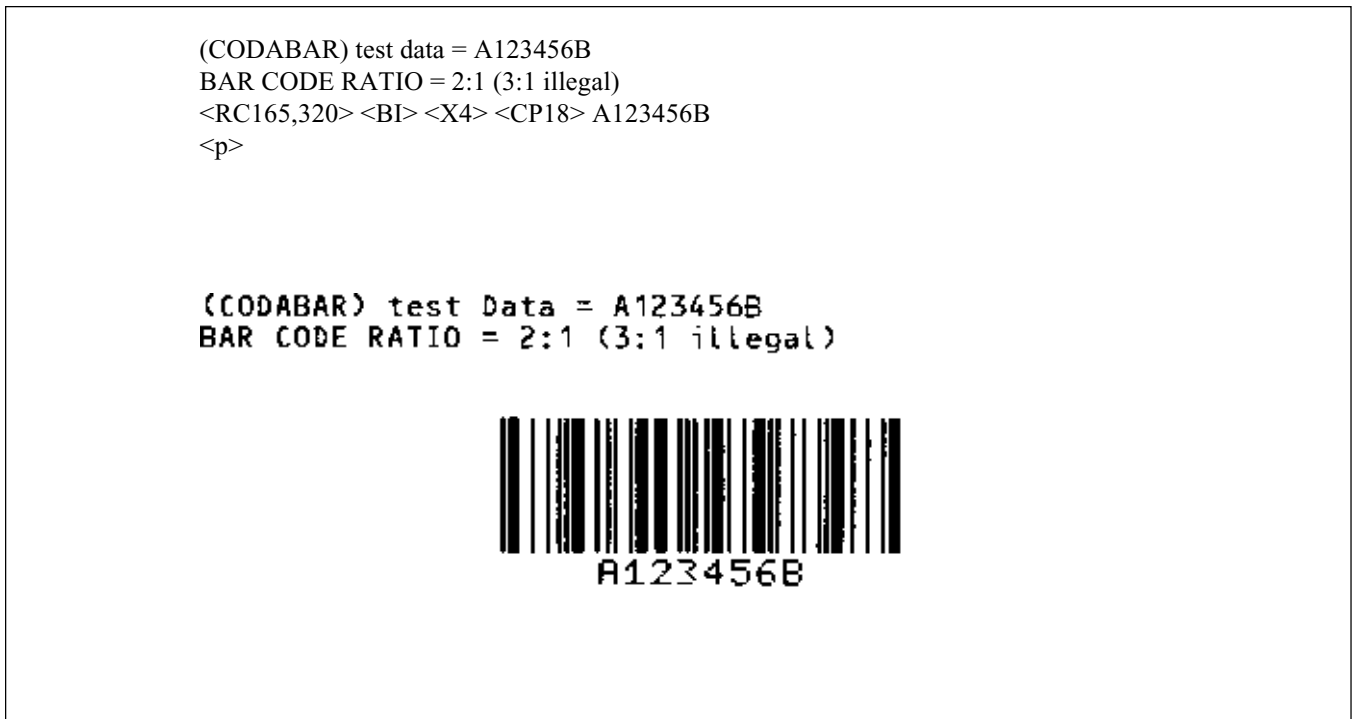 (CODABAR) test data = A123456B
BAR CODE RATIO = 2:1 (3:1 illegal)
<RC165,320> <BI> <X4> <CP18> A123456B
<p>
(CODABAR) test Data = A123456B
BAR CODE RATIO = 2:1 (3:1 illegal)
A123456B